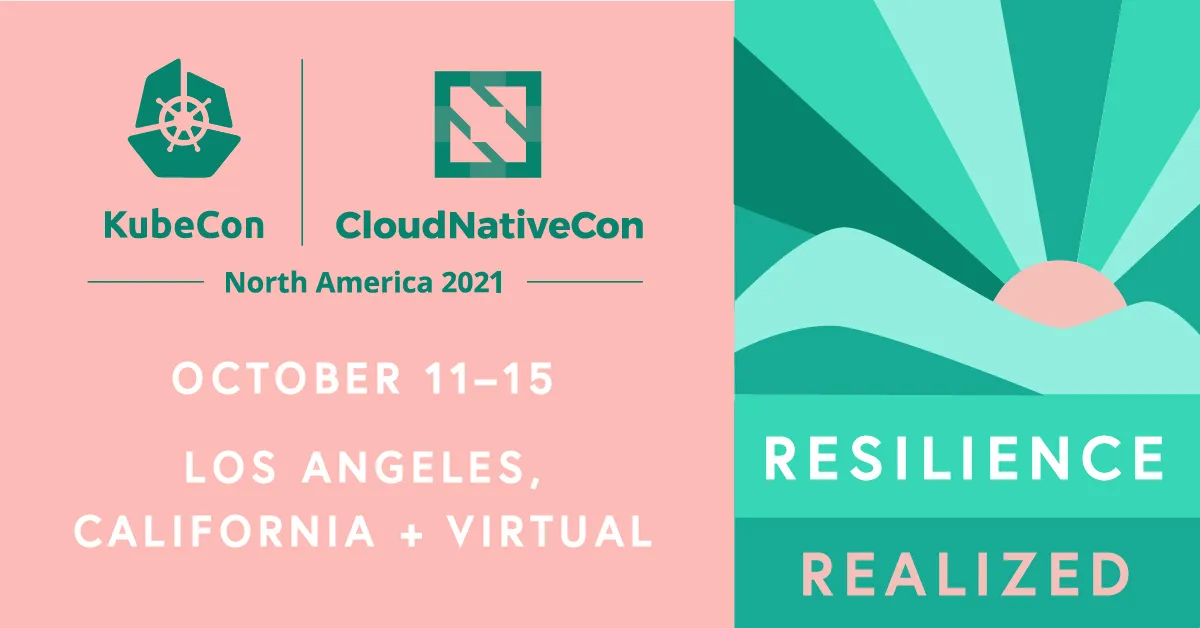 KubeCon
CloudNativeCon
North America 2021
OCTOBER 11–15
LOS ANGELES,
CALIFORNIA + VIRTUAL
RESILIENCE
REALIZED